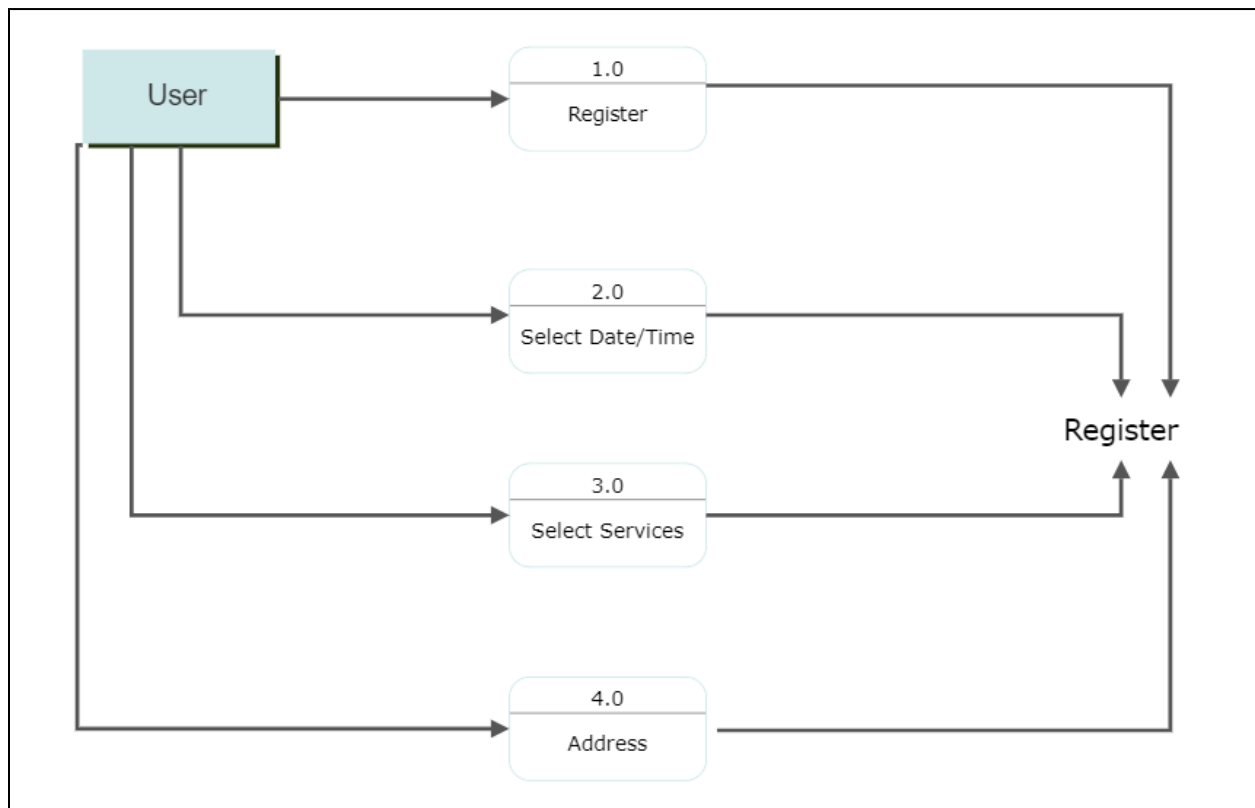 User
1.0
Register
2.0
Select Date/Time
Register
3.0
Select Services
4.0
Address